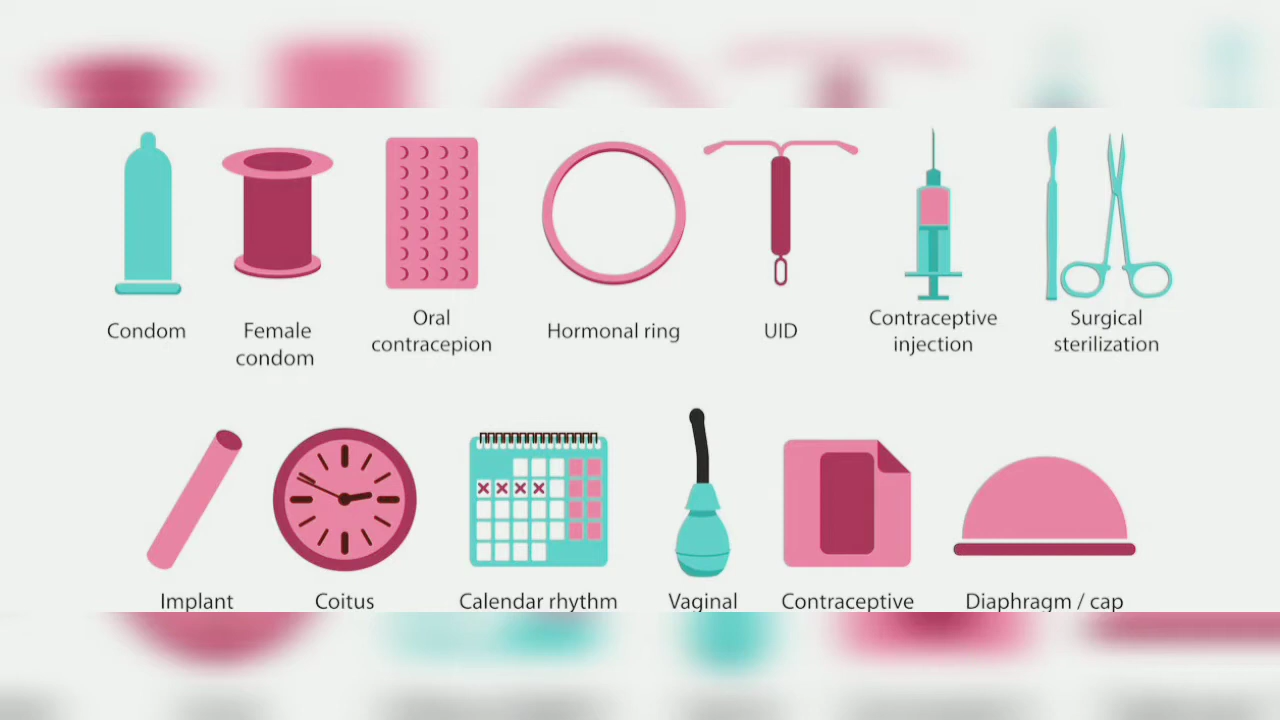 Condom
Female
condom
Oral
contracepion
Hormonal ring
UID
Contraceptive
injection
Surgical
sterilization
Implant
Coitus
Calendar rhythm
Vaginal
Contraceptive
Diaphragm / cap